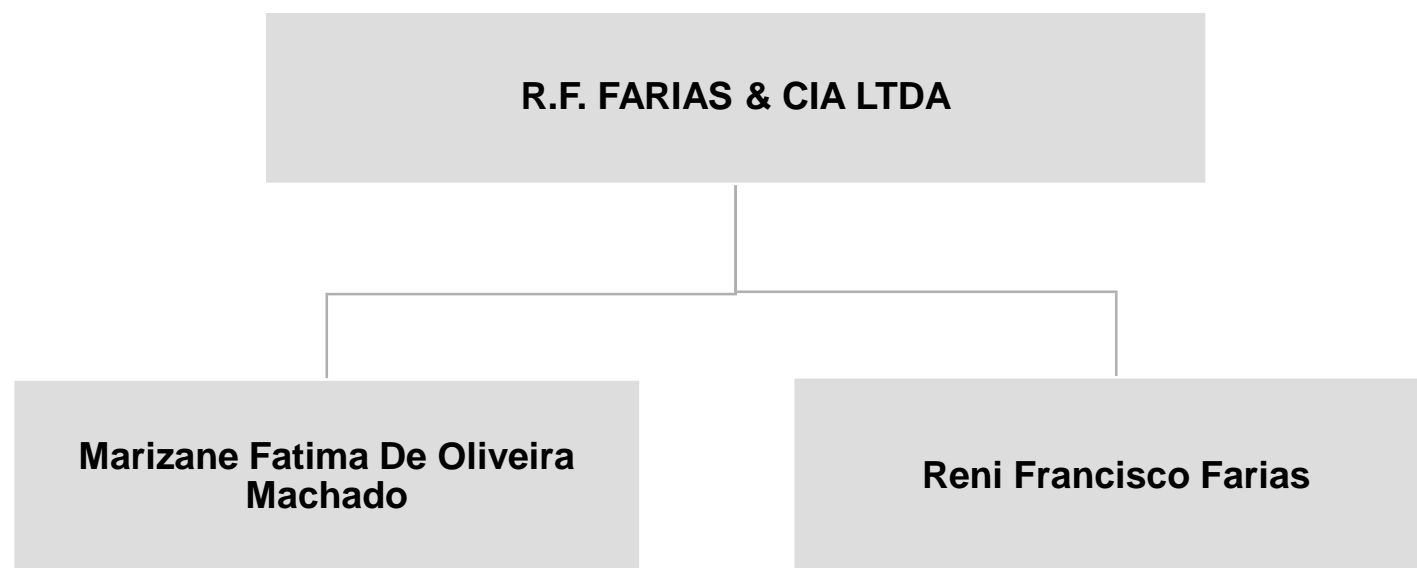 R.F. FARIAS & CIA LTDA
Marizane Fatima De Oliveira
Machado
Reni Francisco Farias